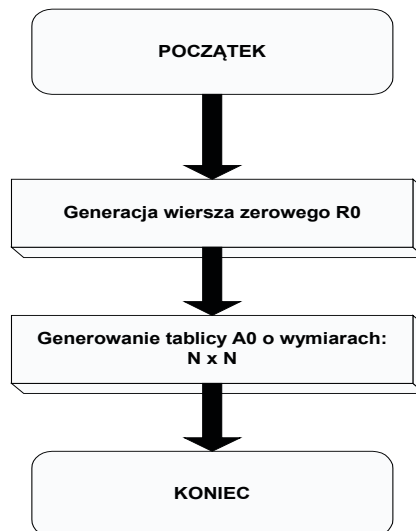 POCZĄTEK
Generacja wiersza zerowego R0
Generowanie tablicy A0 o wymiarach:
N x N
KONIEC